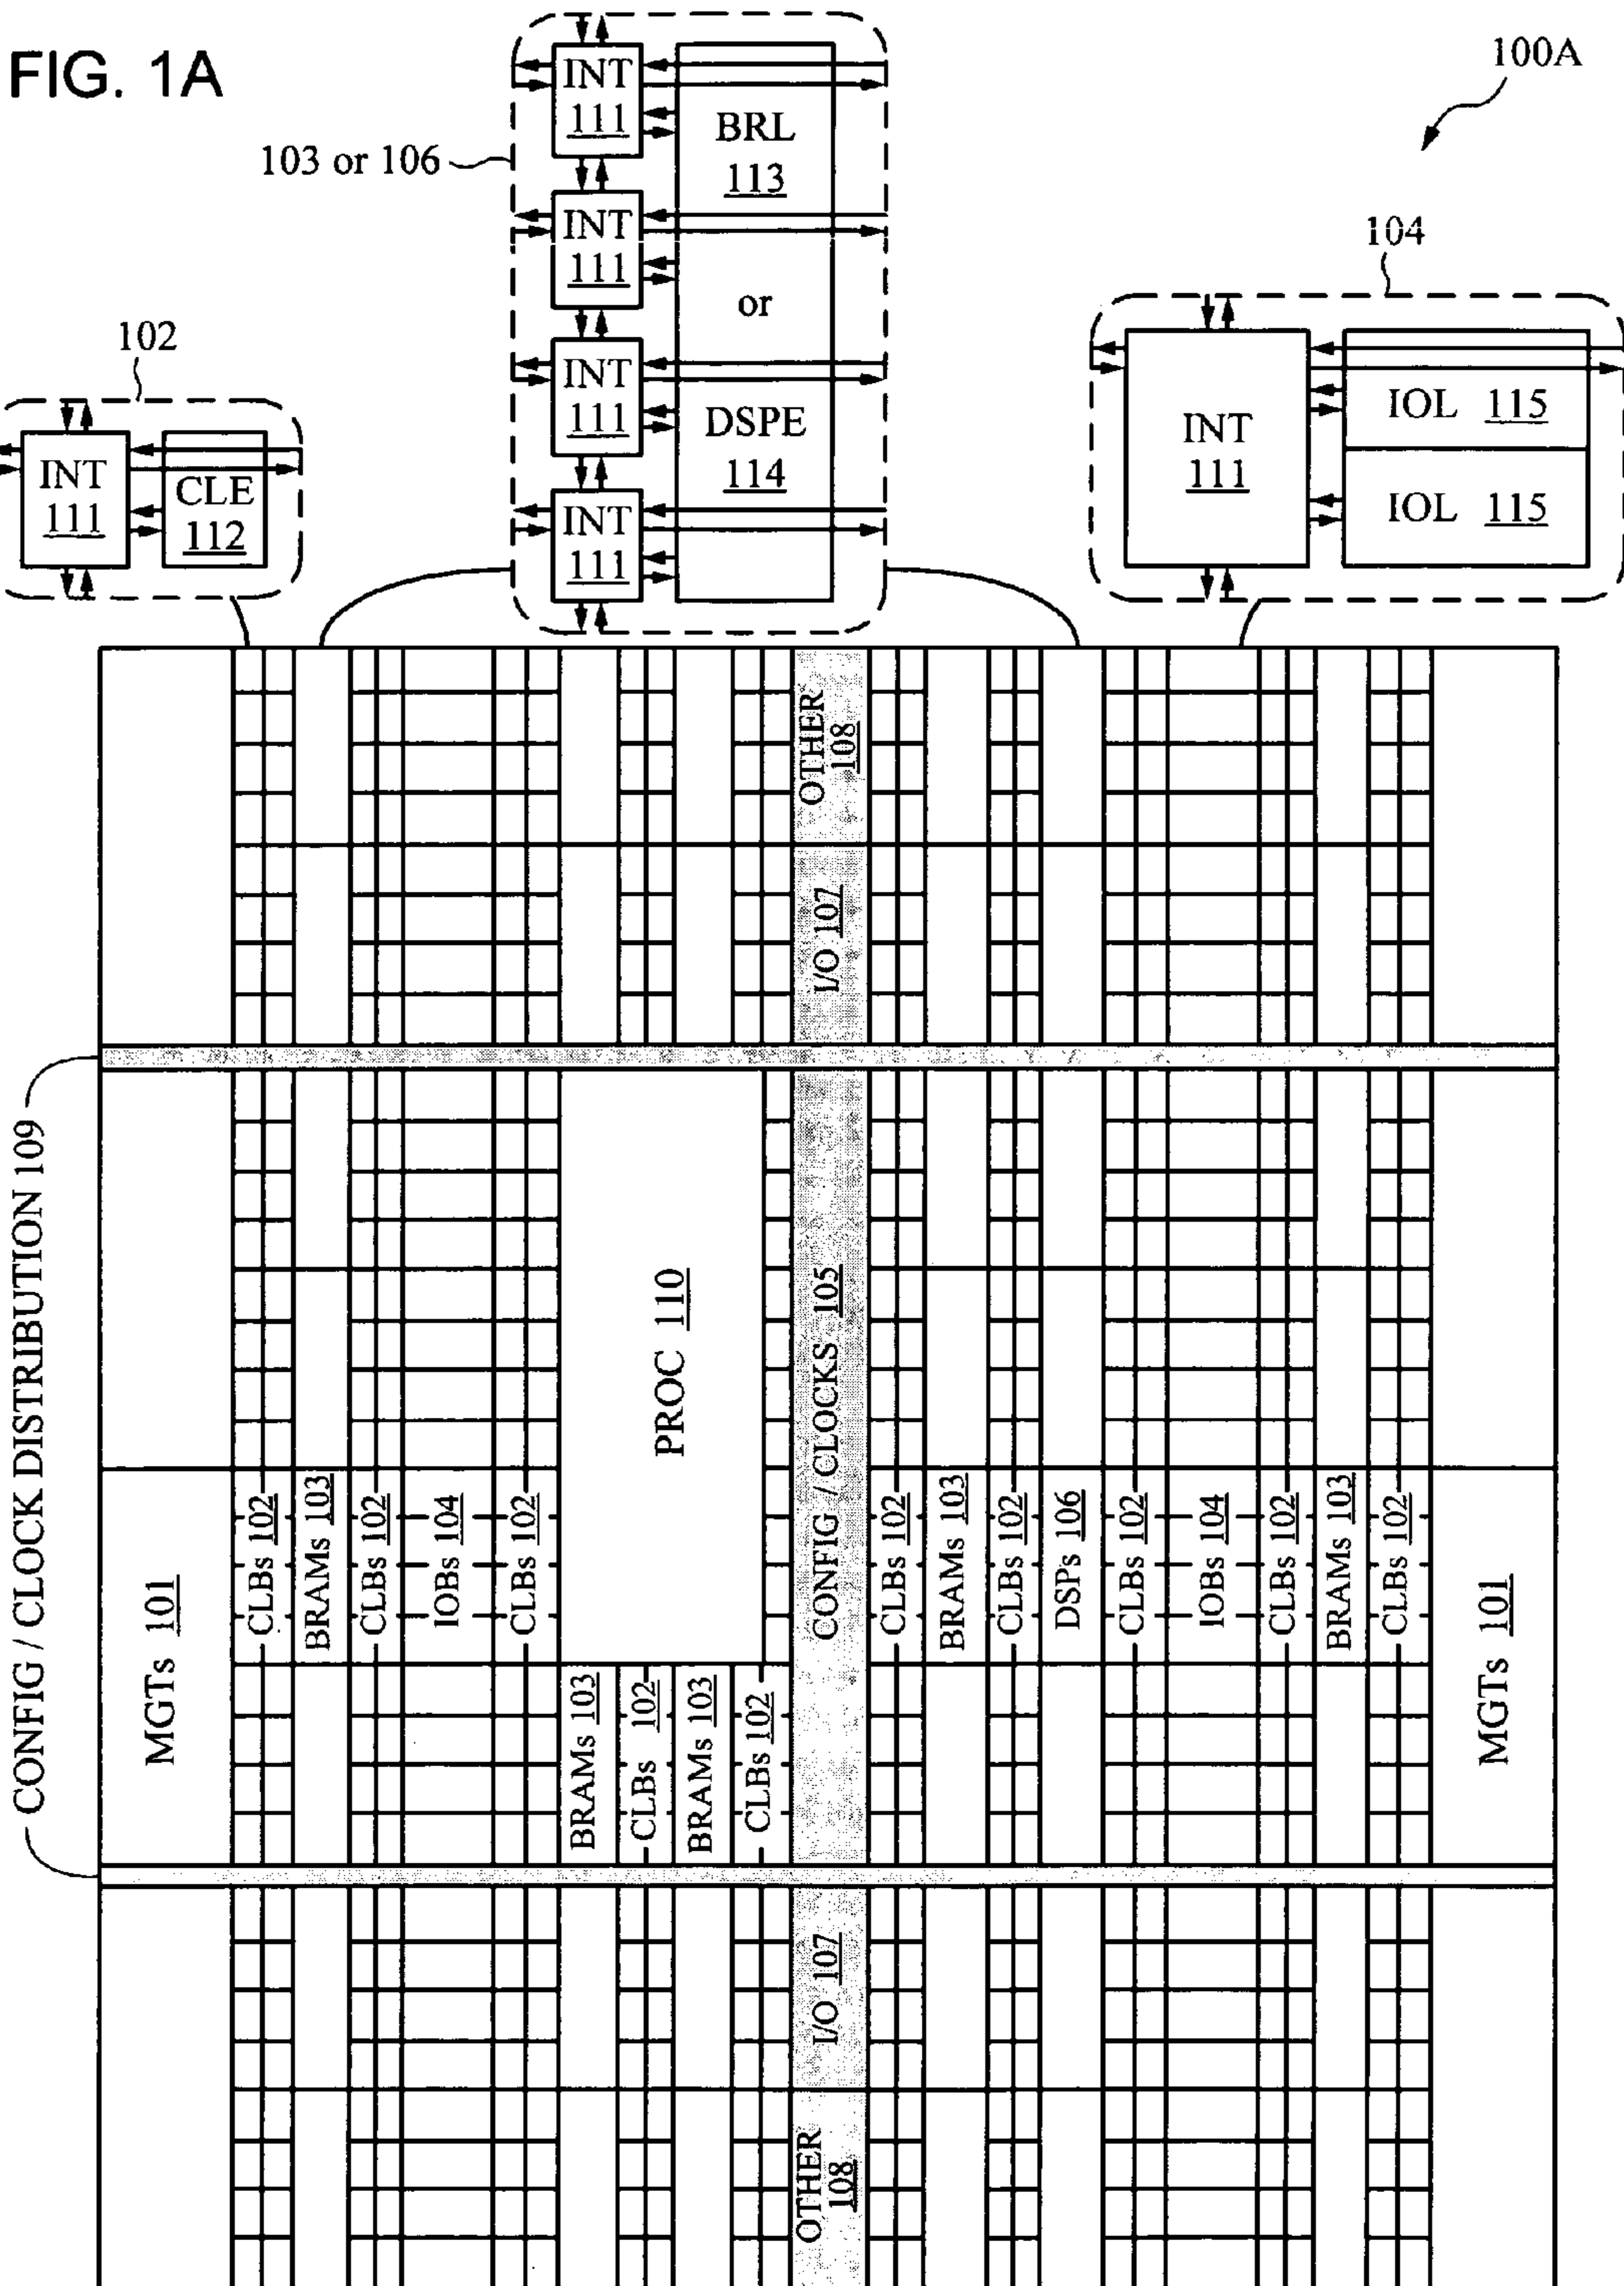 FIG. 1A
100A
103 or 106
INT
111
BRL
113
INT
111
or
INT
111
DSPE
114
INT
111
104
INT
111
IOL 115
IOL 115
102
INT
111
CLE
112
OTHER
108
I/O 107
CONFIG / CLOCK DISTRIBUTION 109
PROC 110
CONFIG / CLOCKS 105
MGTs 101
CLBs 102
BRAMs 103
CLBs 102
IOBs 104
CLBs 102
BRAMs 103
CLBs 102
BRAMs 103
CLBs 102
CLBs 102
BRAMs 103
CLBs 102
DSPs 106
CLBs 102
IOBs 104
CLBs 102
BRAMs 103
CLBs 102
MGTs 101
I/O 107
OTHER
108